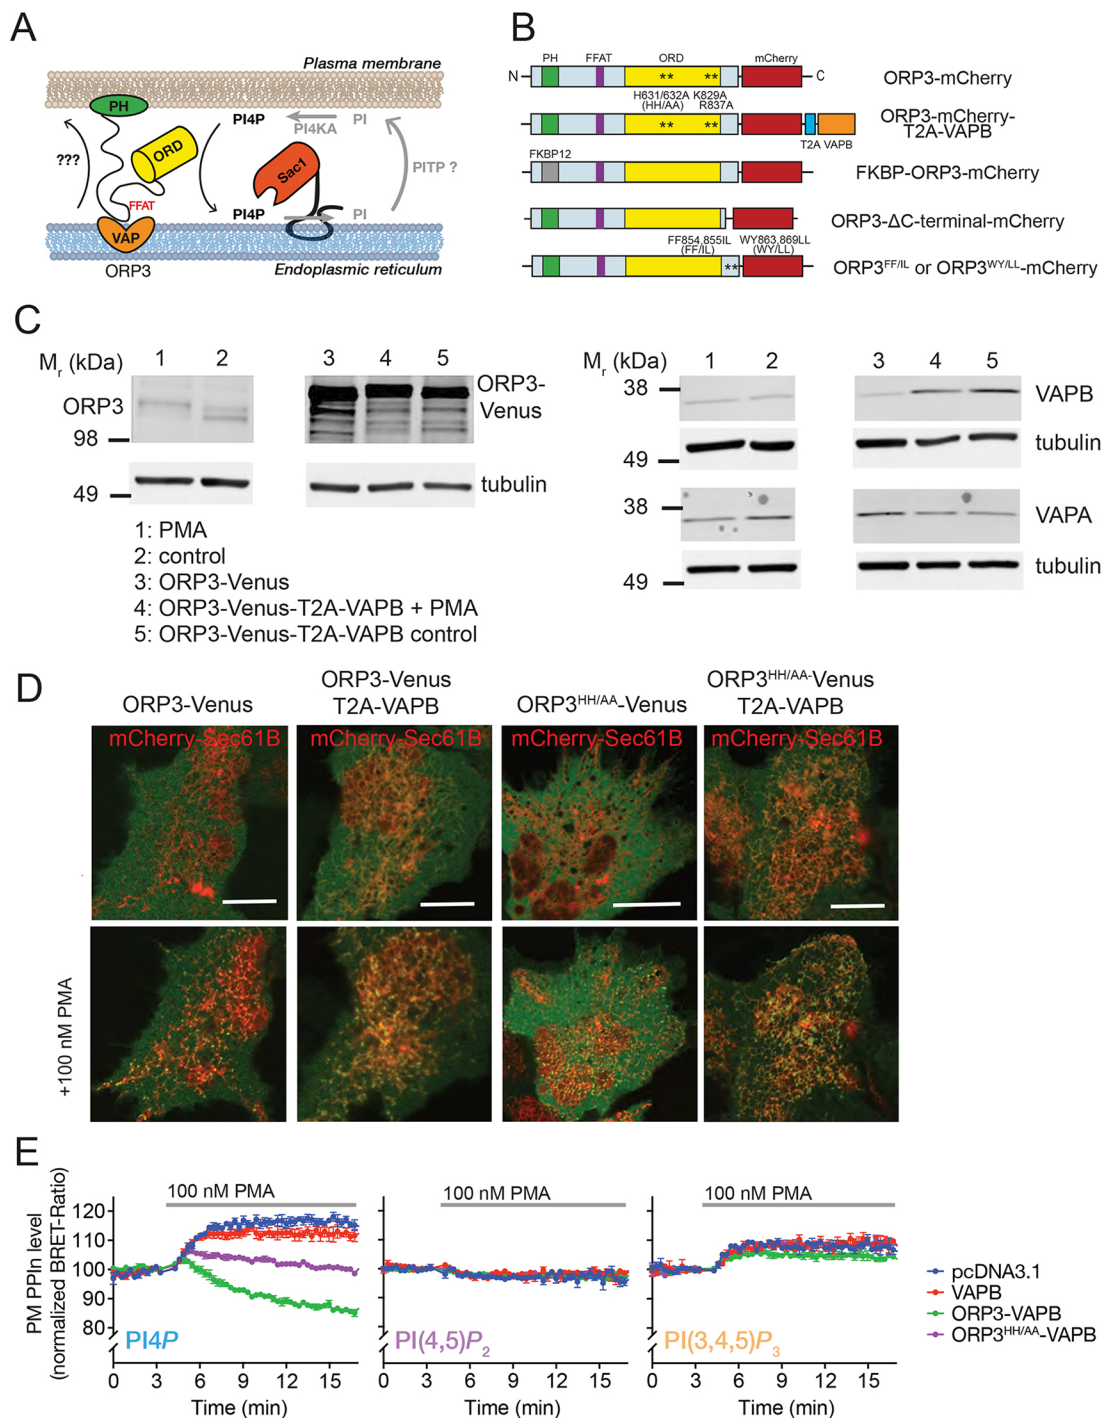 A
Plasma membrane
PH
PI4P
PI
PI4KA
???
ORD
Sac1
PITP ?
FFAT
PI4P
PI
VAP
ORP3
Endoplasmic reticulum
B
PH FFAT ORD mCherry
N ** ** C ORP3-mCherry
H631/632A K829A
(HH/AA) R837A
** ** ORP3-mCherry-
T2A-VAPB
T2A VAPB
FKBP12
FKBP-ORP3-mCherry
ORP3-ΔC-terminal-mCherry
FF854,855IL WY863,869LL
(FF/IL) (WY/LL)
** ORP3FF/IL or ORP3WY/LL-mCherry
C
Mr (kDa) 1 2 3 4 5
ORP3
ORP3-
Venus
98
49
tubulin
1: PMA
2: control
3: ORP3-Venus
4: ORP3-Venus-T2A-VAPB + PMA
5: ORP3-Venus-T2A-VAPB control
Mr (kDa) 1 2 3 4 5
38
VAPB
49
tubulin
38
VAPA
49
tubulin
D
ORP3-Venus
ORP3-Venus
T2A-VAPB
ORP3HH/AA-Venus
ORP3HH/AA-Venus
T2A-VAPB
mCherry-Sec61B
mCherry-Sec61B
mCherry-Sec61B
mCherry-Sec61B
+100 nM PMA
E
PM PPIn level
(normalized BRET-Ratio)
120
110
100
90
80
100 nM PMA
PI4P
0 3 6 9 12 15
Time (min)
100 nM PMA
PI(4,5)P2
0 3 6 9 12 15
Time (min)
100 nM PMA
PI(3,4,5)P3
0 3 6 9 12 15
Time (min)
pcDNA3.1
VAPB
ORP3-VAPB
ORP3HH/AA-VAPB